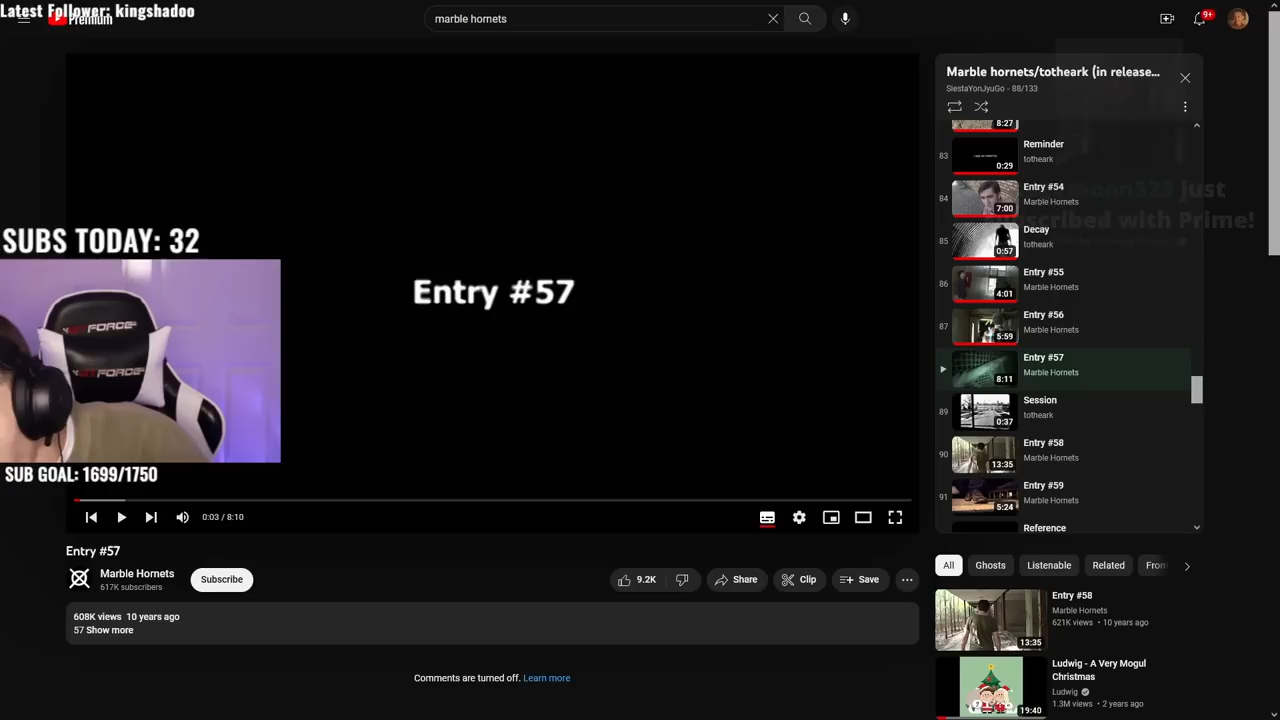 Latest Follower: kingshadoo
Premium
marble hornets
9+
Entry #57
SUBS TODAY: 32
GTFORCE
GTFORCE
SUB GOAL: 1699/1750
0:03 / 8:10
Entry #57
Marble Hornets
617K subscribers
Subscribe
9.2K
Share
Clip
Save
608K views 10 years ago
57 Show more
Comments are turned off. Learn more
Marble hornets/totheark (in release...
SiestaYonJyuGo - 88/133
8:27
83
Reminder
totheark
0:29
84
Entry #54
Marble Hornets
7:00
just
subscribed with Prime!
85
Decay
totheark
0:57
86
Entry #55
Marble Hornets
4:01
87
Entry #56
Marble Hornets
5:59
Entry #57
Marble Hornets
8:11
89
Session
totheark
0:37
90
Entry #58
Marble Hornets
13:35
91
Entry #59
Marble Hornets
5:24
Reference
All
Ghosts
Listenable
Related
From
Entry #58
Marble Hornets
621K views • 10 years ago
13:35
Ludwig - A Very Mogul
Christmas
Ludwig
1.3M views • 2 years ago
19:40